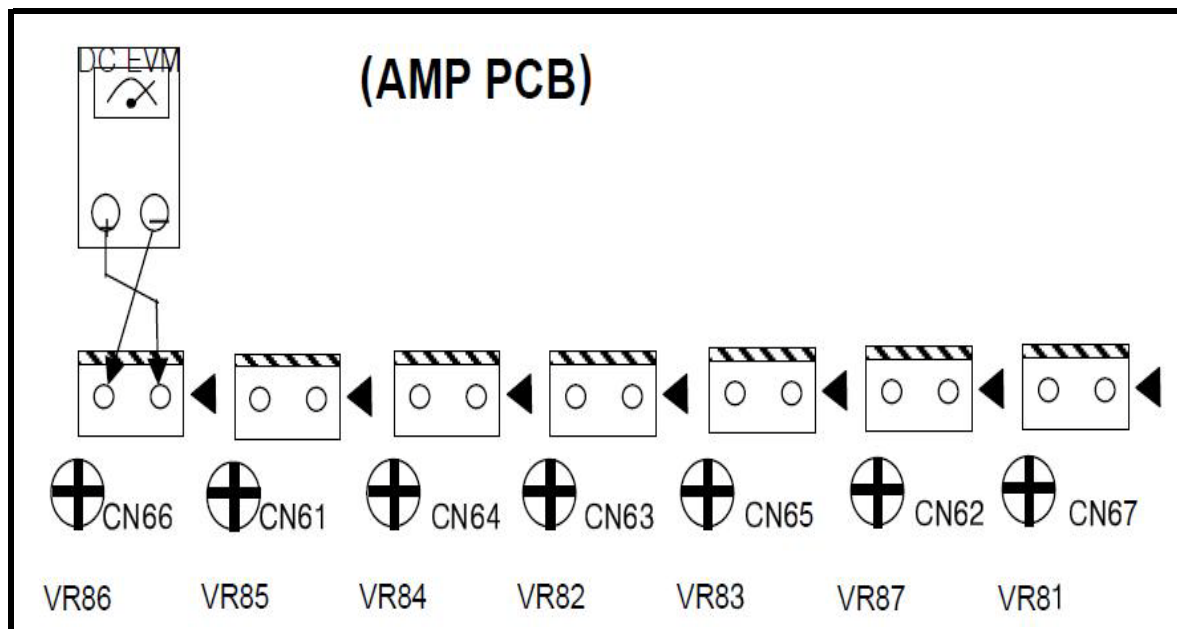 DC EVM
(AMP PCB)
+ −
CN66 CN61 CN64 CN63 CN65 CN62 CN67
VR86 VR85 VR84 VR82 VR83 VR87 VR81